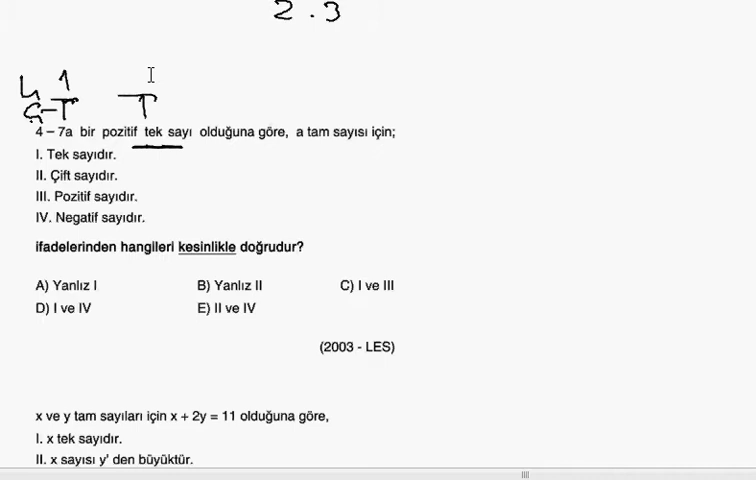 2 . 3
4 1
Ç-T T
4 – 7a bir pozitif tek sayı olduğuna göre, a tam sayısı için;
I. Tek sayıdır.
II. Çift sayıdır.
III. Pozitif sayıdır.
IV. Negatif sayıdır.
ifadelerinden hangileri kesinlikle doğrudur?
A) Yanlız I B) Yanlız II C) I ve III
D) I ve IV E) II ve IV
(2003 - LES)
x ve y tam sayıları için x + 2y = 11 olduğuna göre,
I. x tek sayıdır.
II. x sayısı y' den büyüktür.